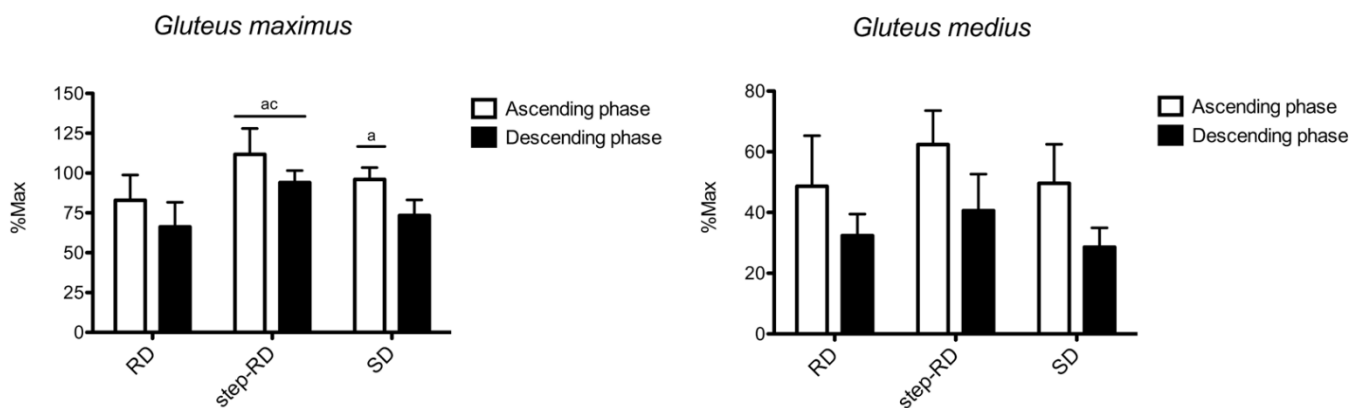 Gluteus maximus
%Max
150
125
100
75
50
25
0
ac
a
RD
step-RD
SD
Ascending phase
Descending phase
Gluteus medius
%Max
80
60
40
20
0
RD
step-RD
SD
Ascending phase
Descending phase